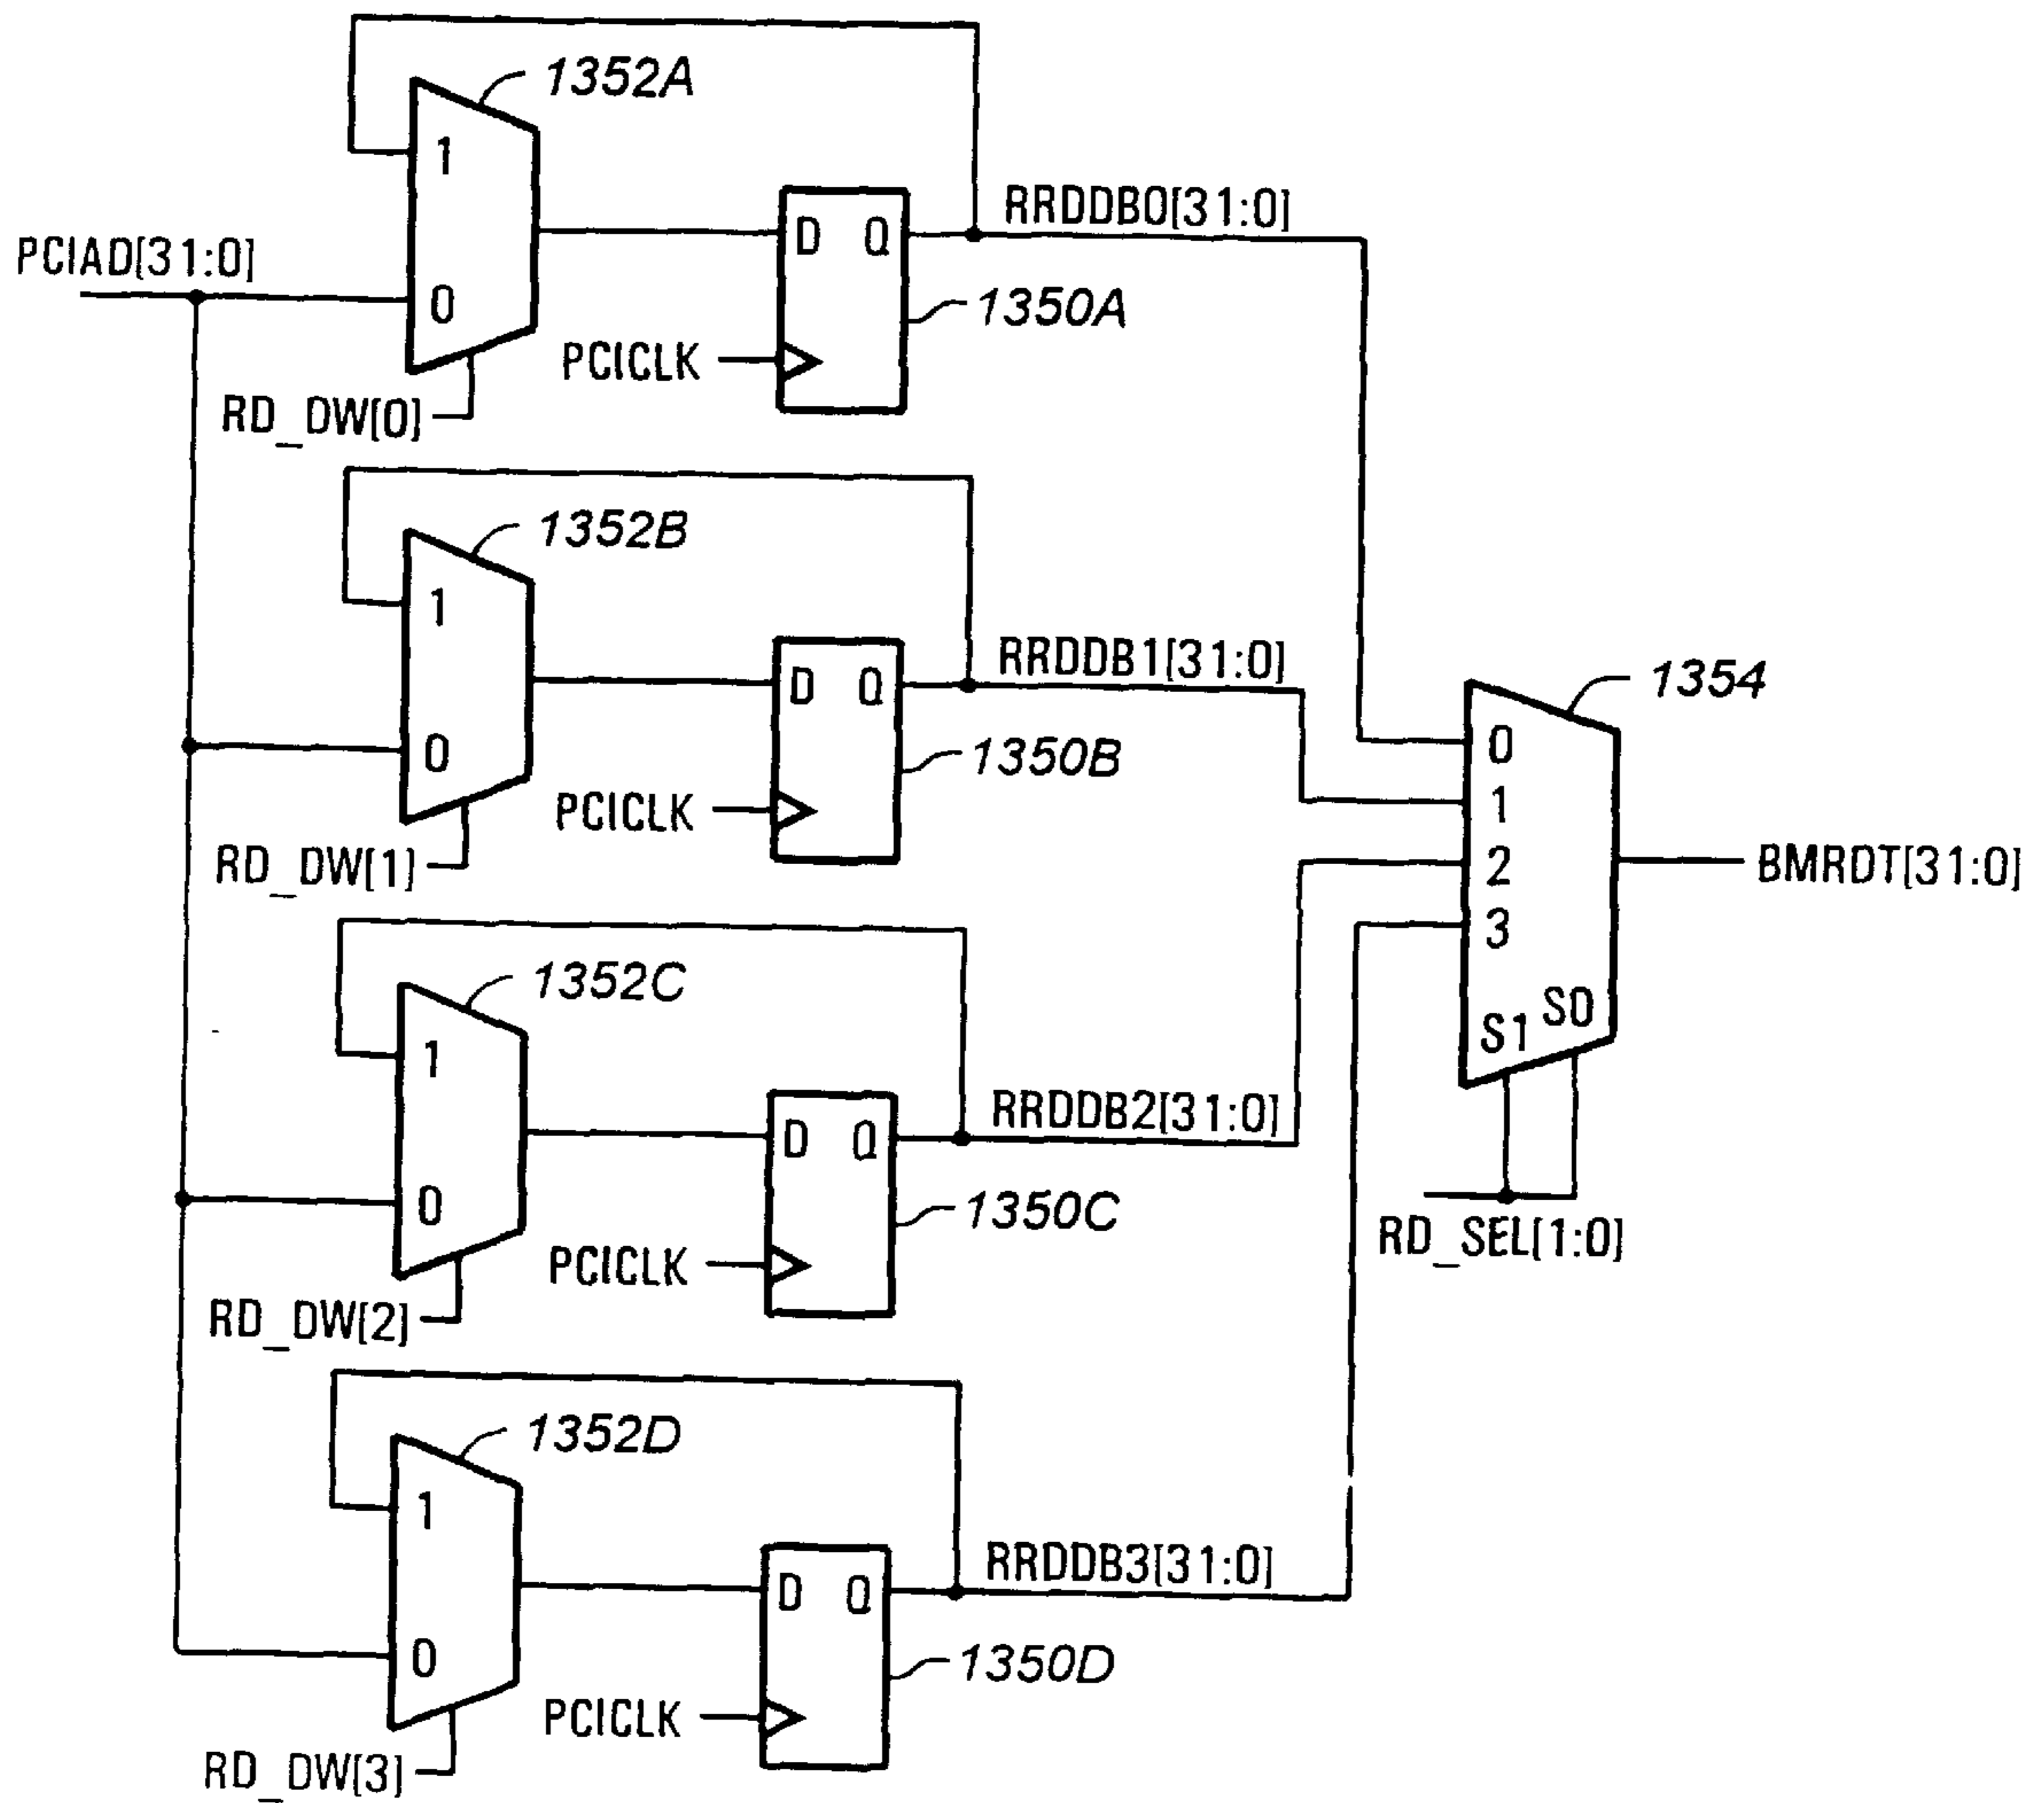 1352A
1
RRDDB0[31:0]
D Q
PCIAD[31:0]
0
1350A
PCICLK
RD_DW[0]
1352B
1
RRDDB1[31:0]
D Q
1354
0
1350B
0
1
PCICLK
2
BMRDT[31:0]
RD_DW[1]
3
1352C
S1 S0
1
RRDDB2[31:0]
D Q
0
1350C
RD_SEL[1:0]
PCICLK
RD_DW[2]
1352D
1
RRDDB3[31:0]
D Q
0
1350D
PCICLK
RD_DW[3]